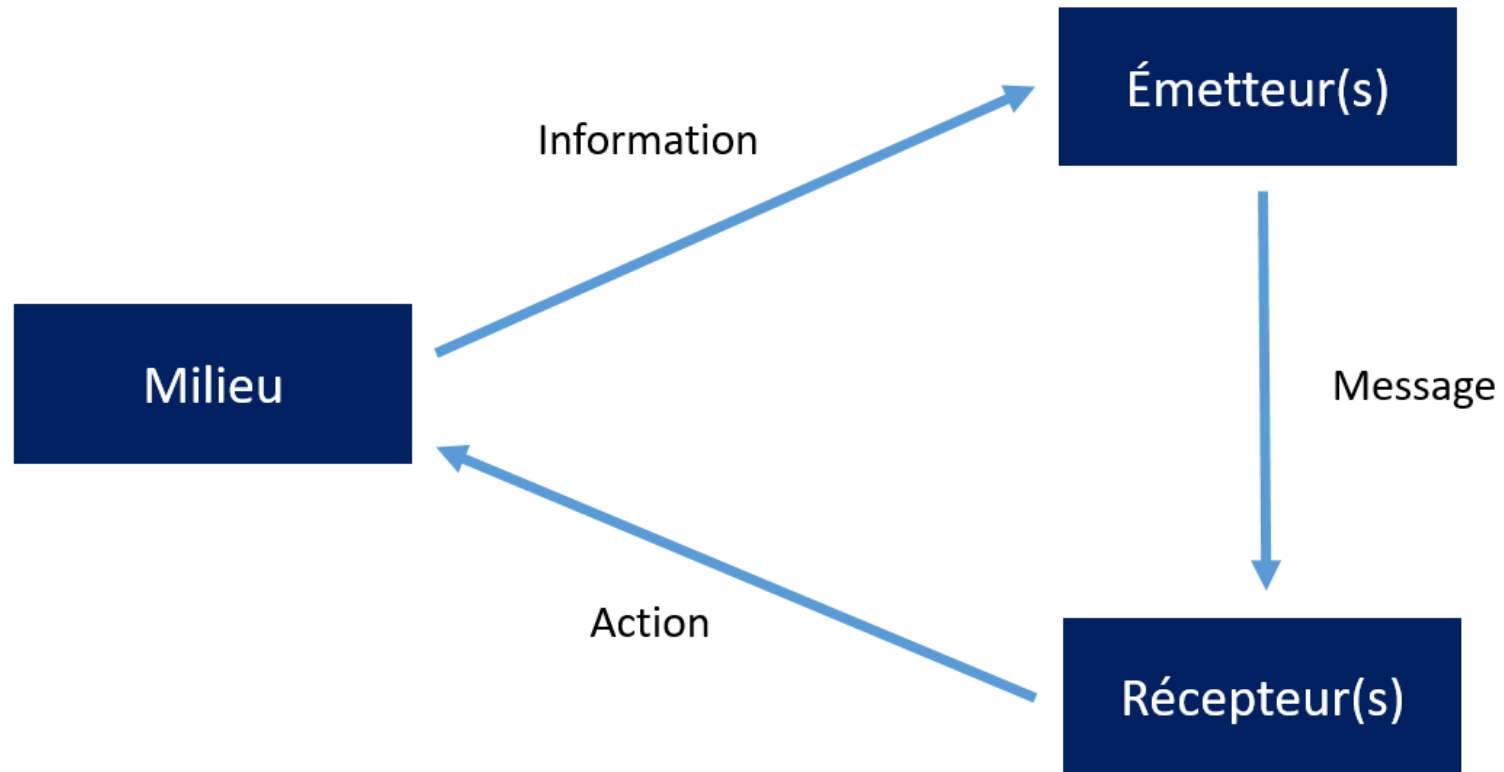 Émetteur(s)
Information
Milieu
Message
Action
Récepteur(s)